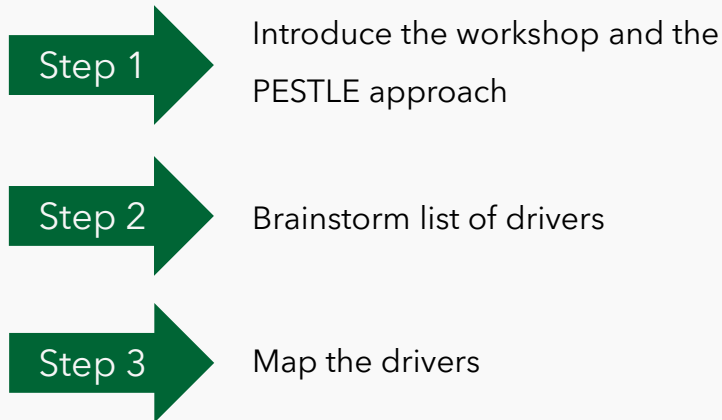 Step 1
Introduce the workshop and the
PESTLE approach
Step 2
Brainstorm list of drivers
Step 3
Map the drivers